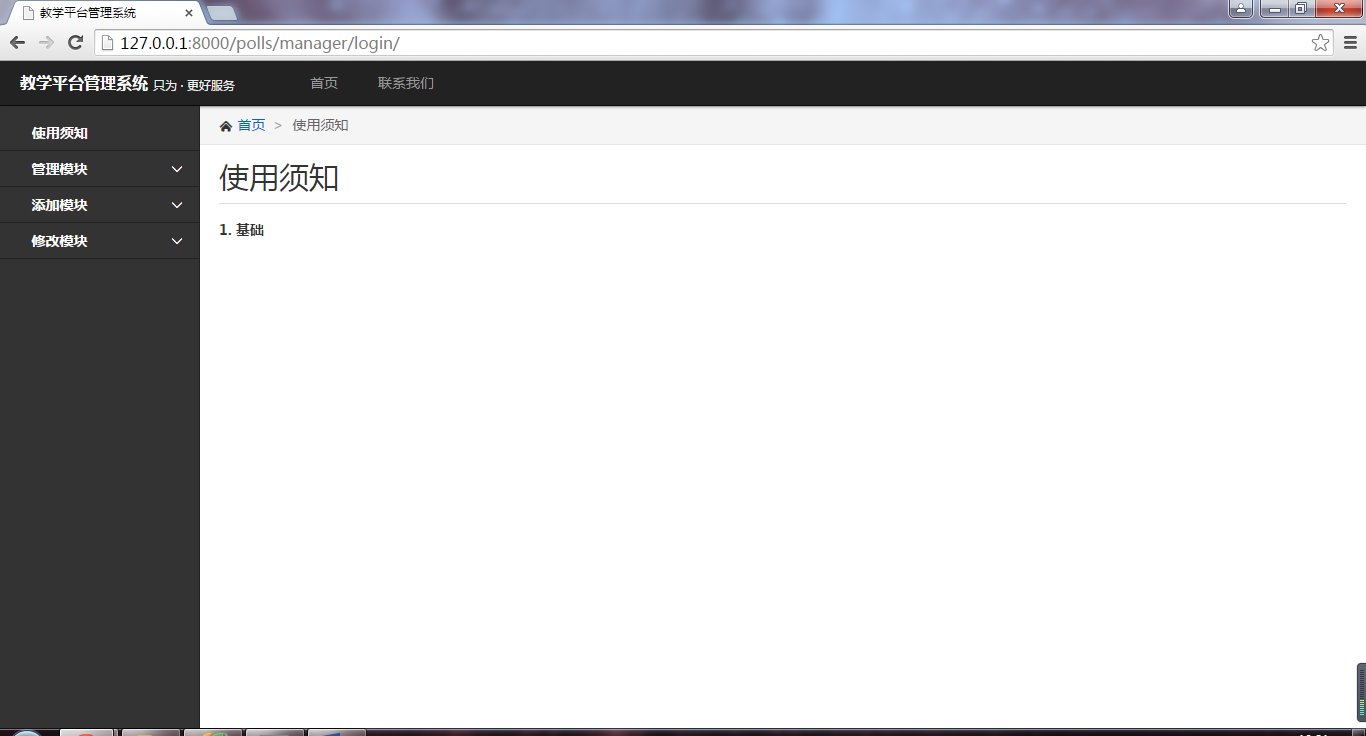 教学平台管理系统
127.0.0.1:8000/polls/manager/login/
教学平台管理系统 只为·更好服务 首页 联系我们
使用须知
管理模块
添加模块
修改模块
首页 > 使用须知
使用须知
1. 基础